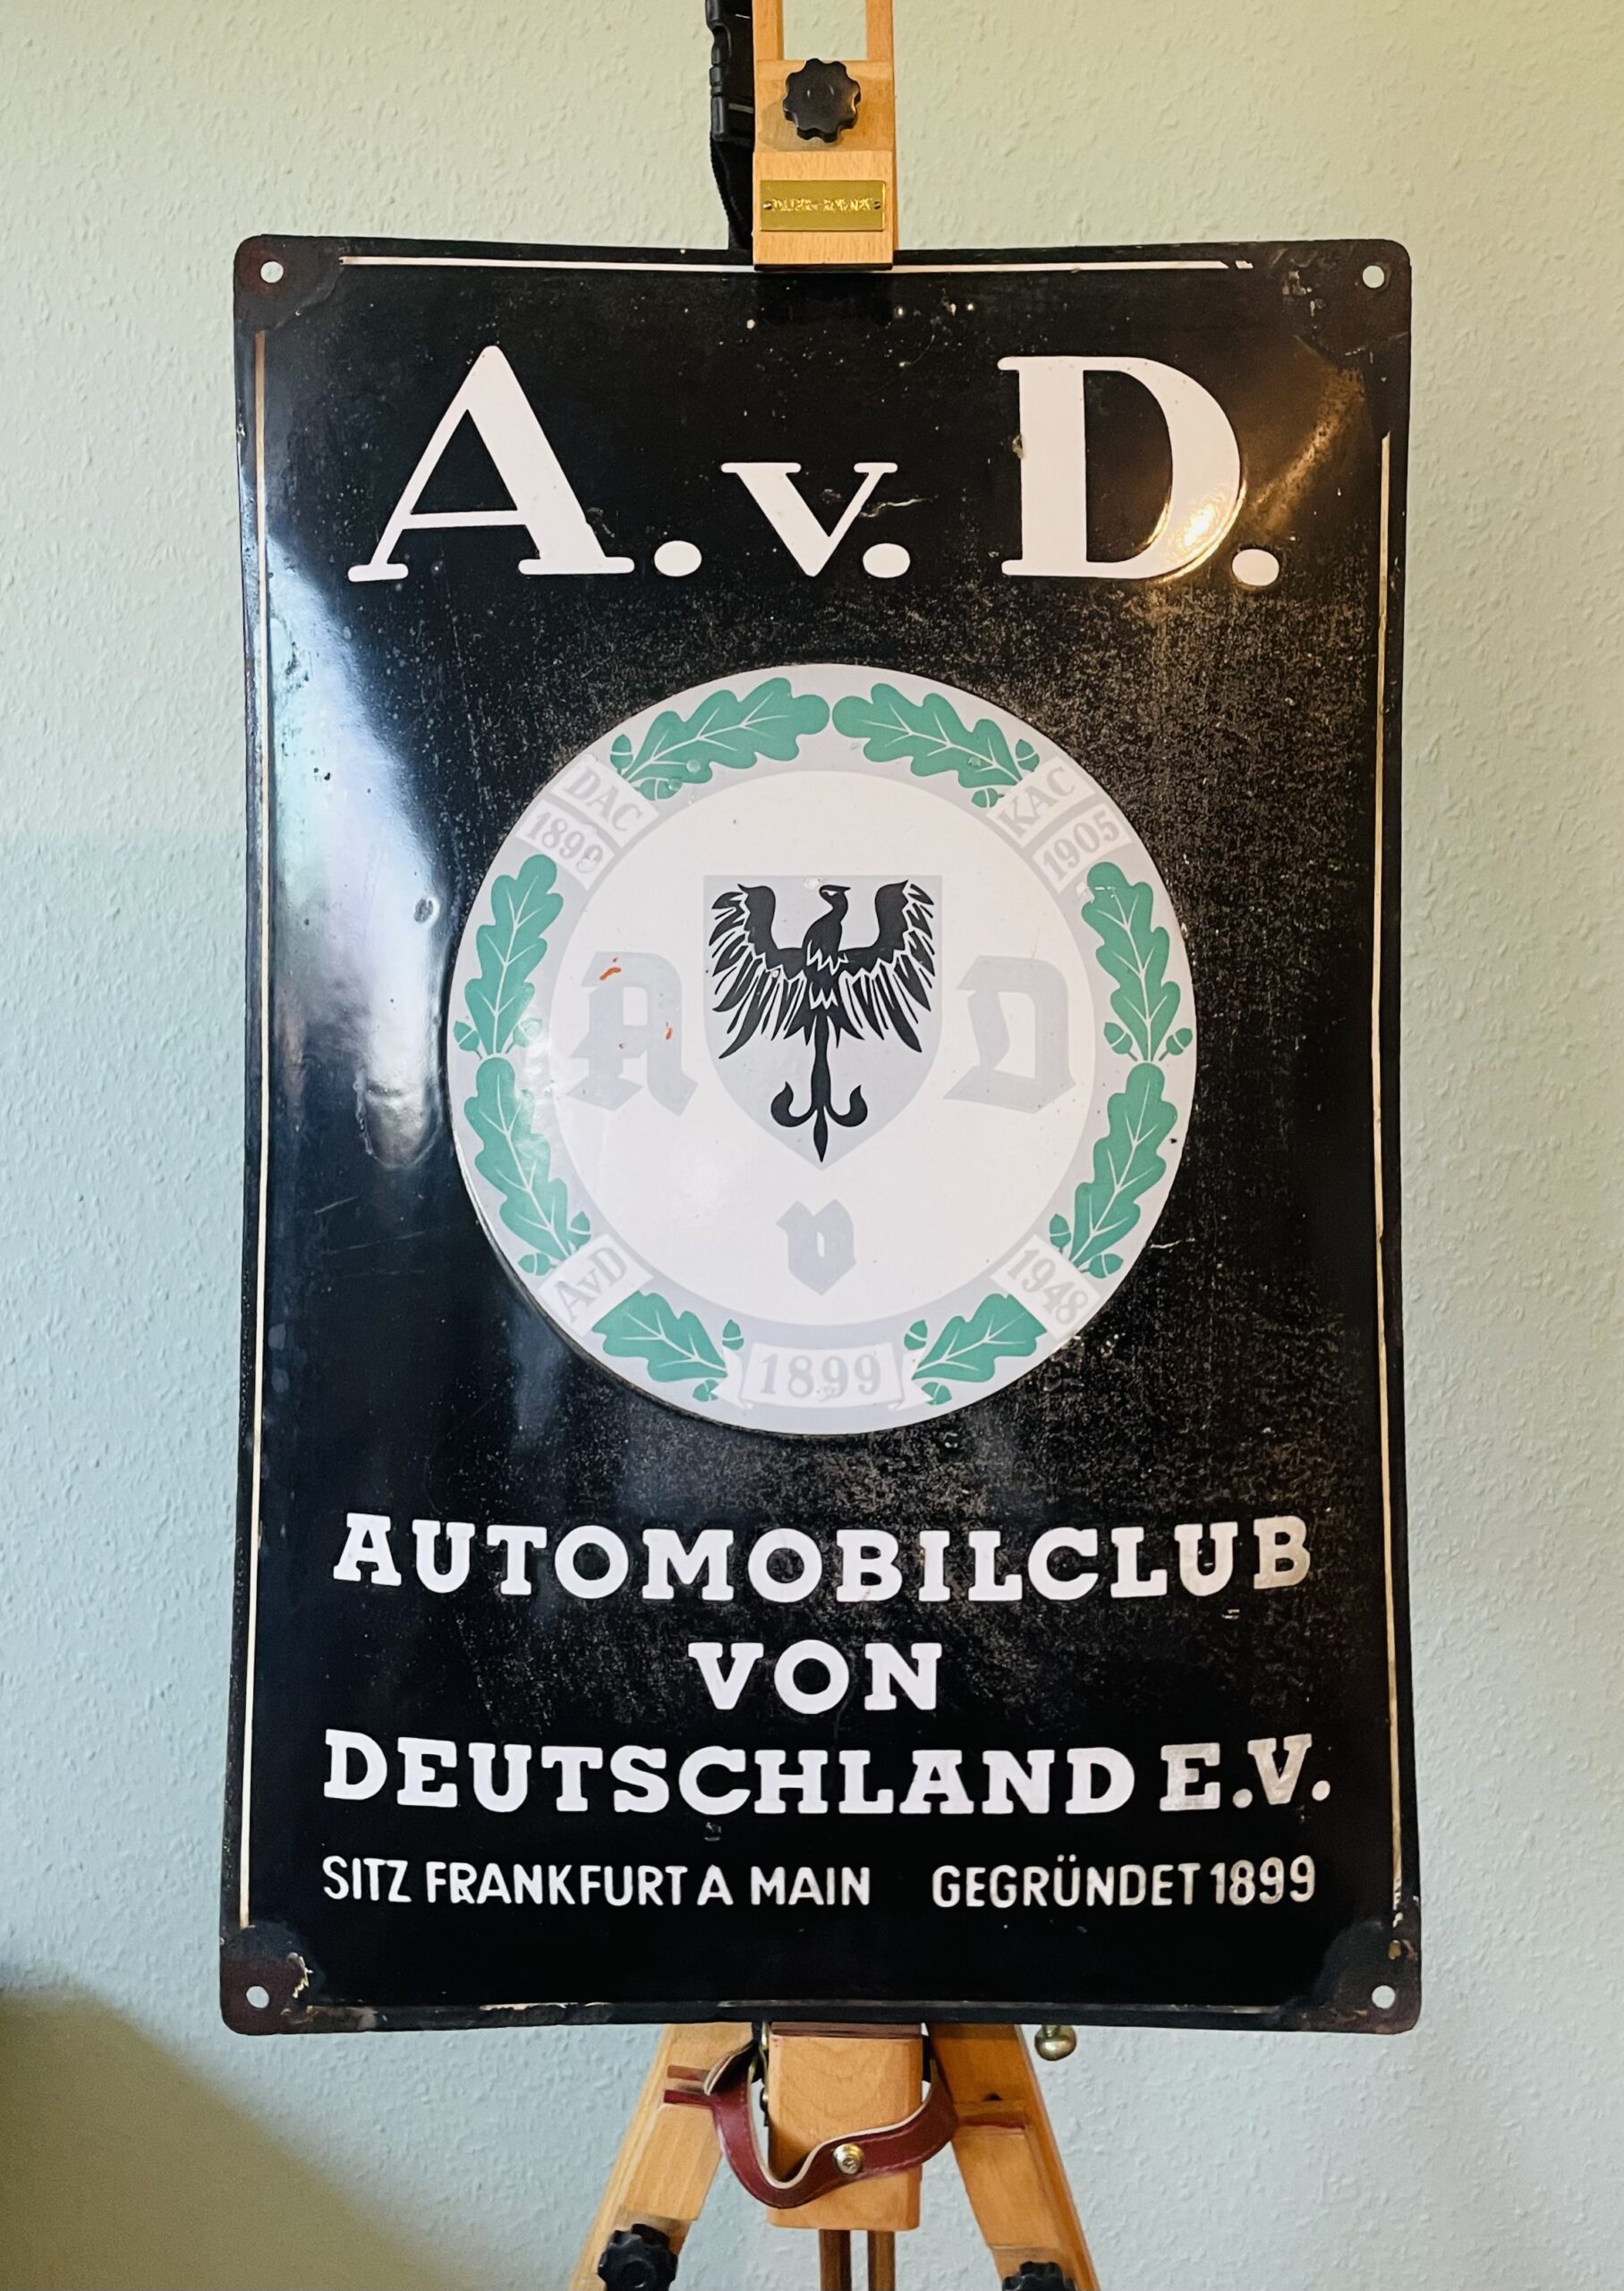 A.v.D.
DAC
1899
KAC
1905
A
D
v
AvD
1948
1899
AUTOMOBILCLUB
VON
DEUTSCHLAND E.V.
SITZ FRANKFURT A MAIN GEGRÜNDET 1899